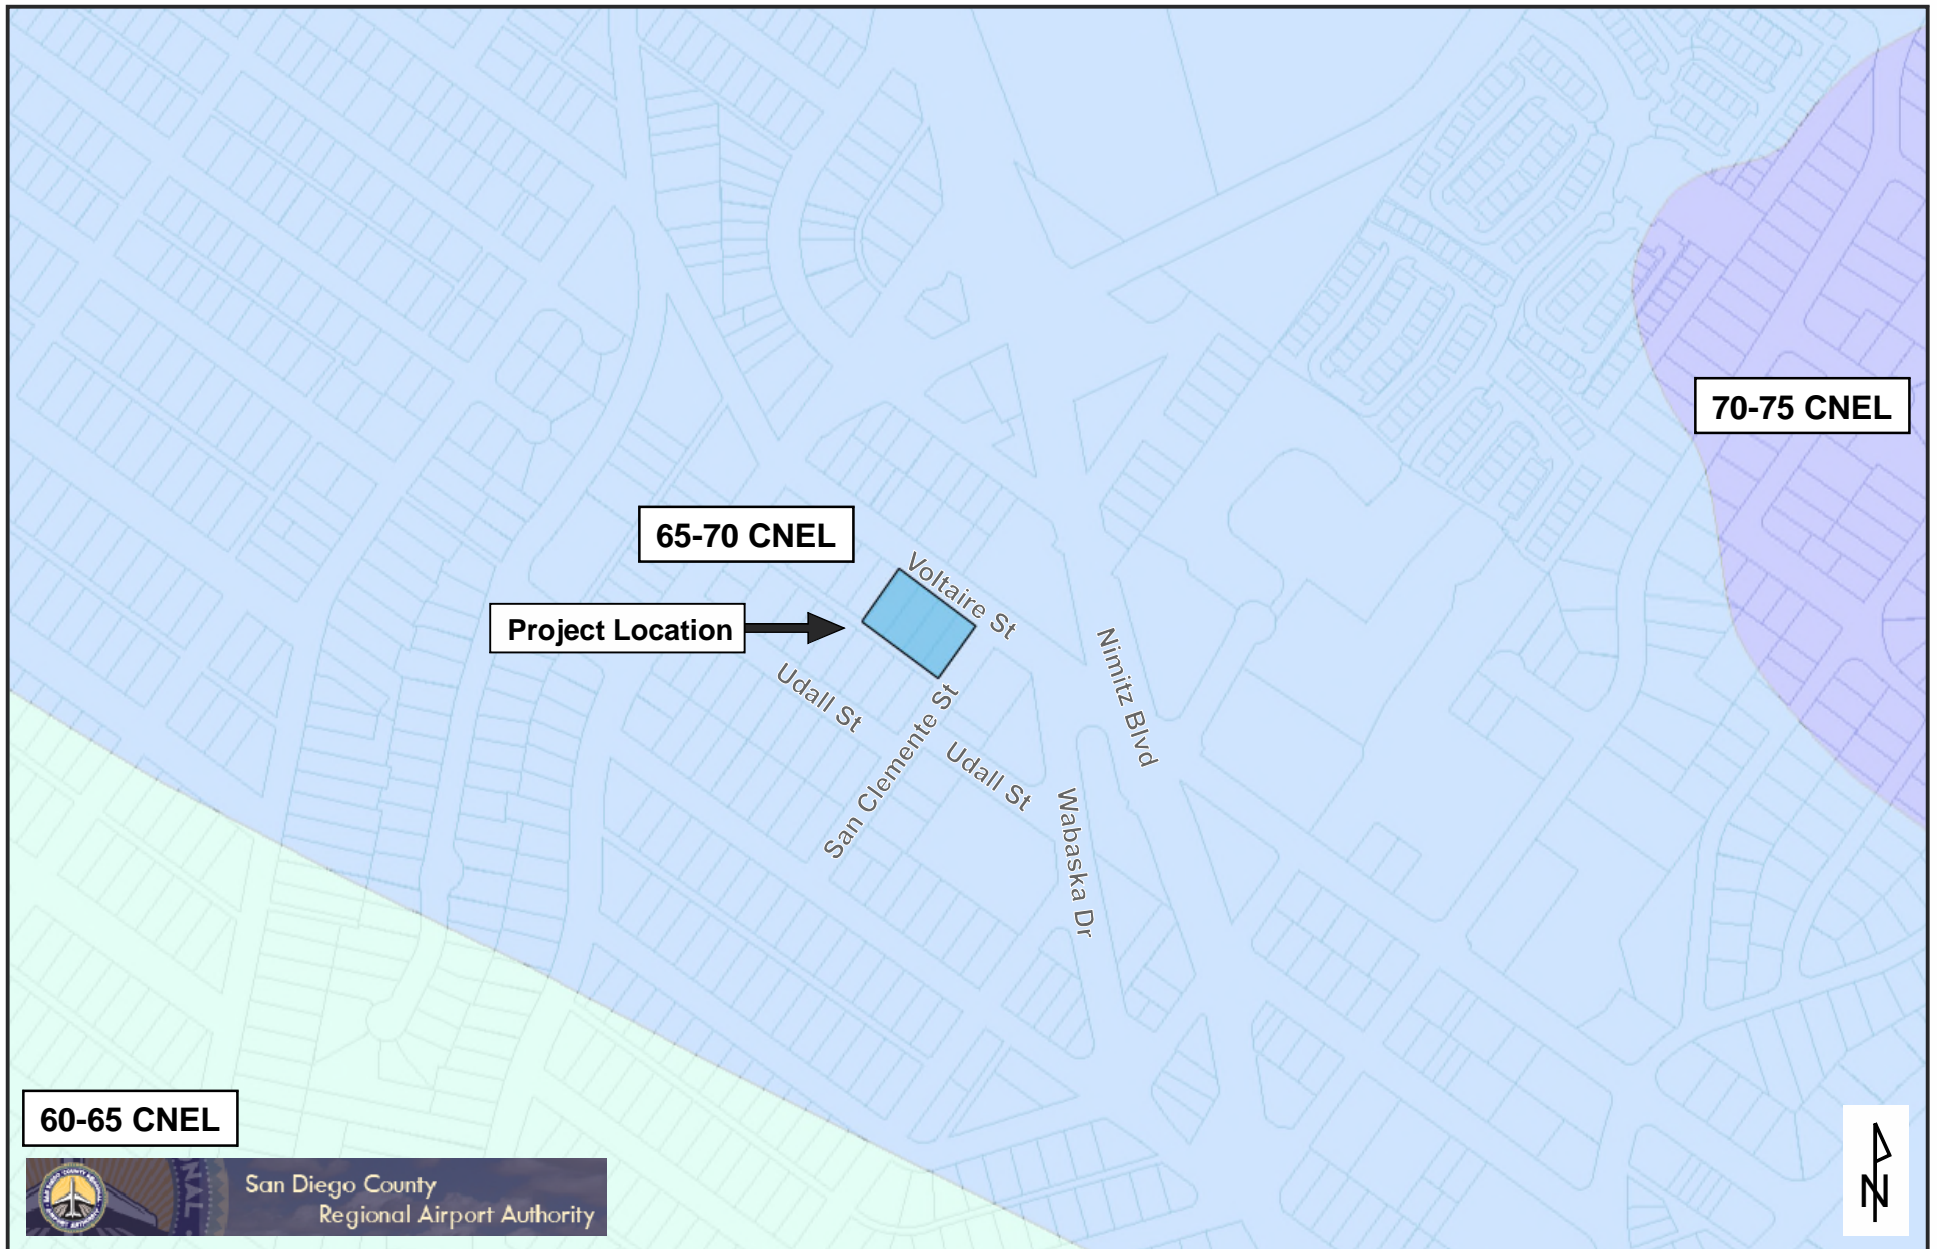 70-75 CNEL
65-70 CNEL
Voltaire St
Project Location
Nimitz Blvd
Udall St
San Clemente St
Udall St
Wabaska Dr
60-65 CNEL
San Diego County
Regional Airport Authority
N